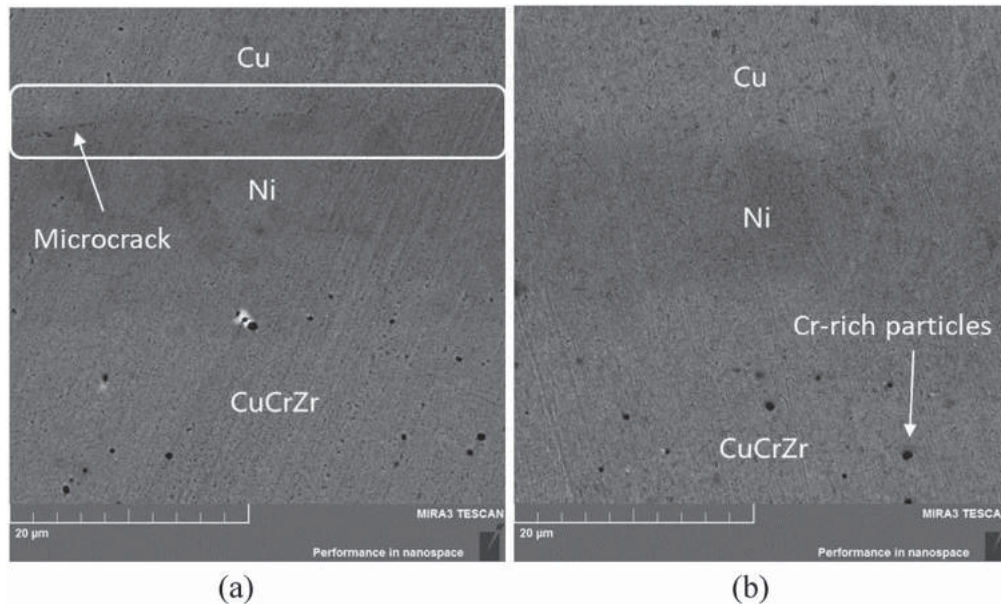 Cu
Ni
Microcrack
CuCrZr
20 μm
MIRA3 TESCAN
Performance in nanospace
(a)
Cu
Ni
Cr-rich particles
CuCrZr
20 μm
MIRA3 TESCAN
Performance in nanospace
(b)